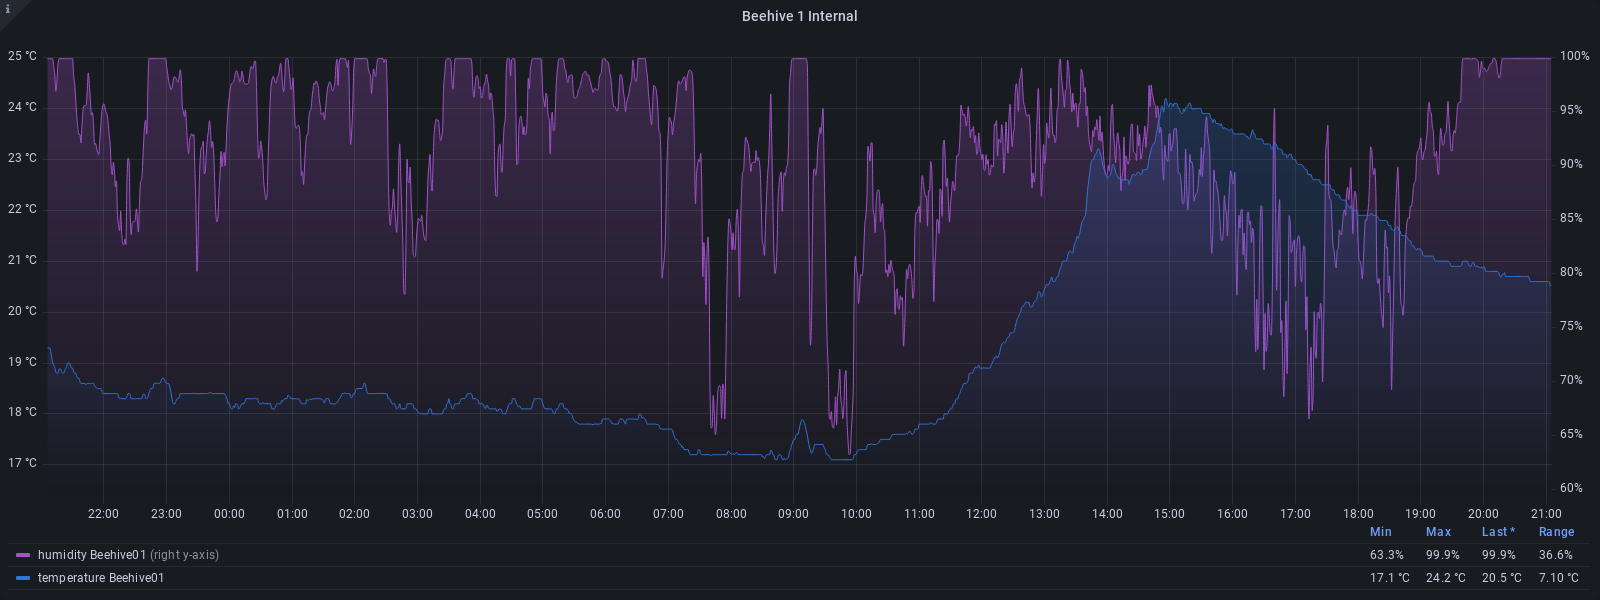 i
Beehive 1 Internal
25 °C 100%
24 °C 95%
23 °C 90%
22 °C 85%
21 °C 80%
20 °C 75%
19 °C 70%
18 °C 65%
17 °C 60%
22:00 23:00 00:00 01:00 02:00 03:00 04:00 05:00 06:00 07:00 08:00 09:00 10:00 11:00 12:00 13:00 14:00 15:00 16:00 17:00 18:00 19:00 20:00 21:00
Min Max Last * Range
humidity Beehive01 (right y-axis) 63.3% 99.9% 99.9% 36.6%
temperature Beehive01 17.1 °C 24.2 °C 20.5 °C 7.10 °C